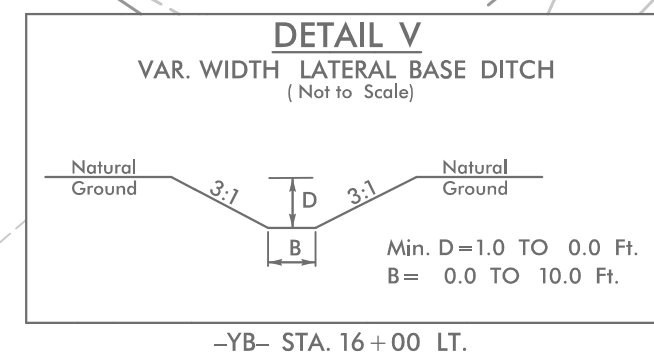 DETAIL V
VAR. WIDTH LATERAL BASE DITCH
( Not to Scale)
Natural
Ground
3:1
D
3:1
Natural
Ground
B
Min. D=1.0 TO 0.0 Ft.
B= 0.0 TO 10.0 Ft.
-YB- STA. 16+00 LT.